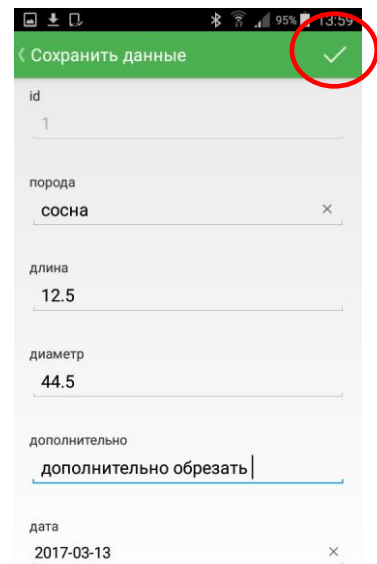 95% 13:59
Сохранить данные
id
1
порода
сосна
длина
12.5
диаметр
44.5
дополнительно
дополнительно обрезать
дата
2017-03-13